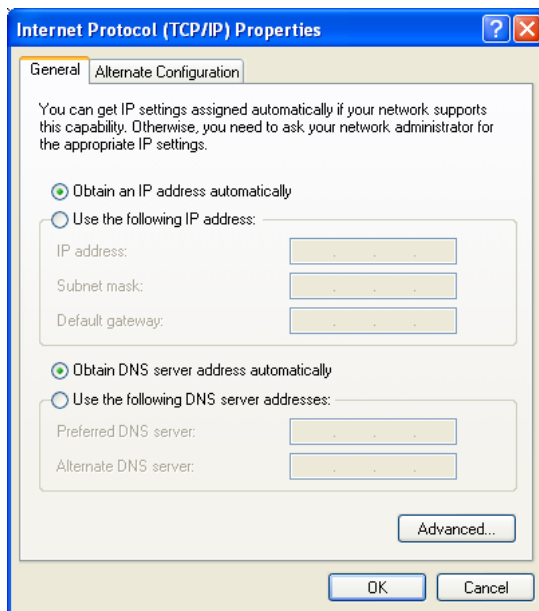 Internet Protocol (TCP/IP) Properties
General
Alternate Configuration
You can get IP settings assigned automatically if your network supports
this capability. Otherwise, you need to ask your network administrator for
the appropriate IP settings.
Obtain an IP address automatically
Use the following IP address:
IP address:
Subnet mask:
Default gateway:
Obtain DNS server address automatically
Use the following DNS server addresses:
Preferred DNS server:
Alternate DNS server:
Advanced...
OK
Cancel